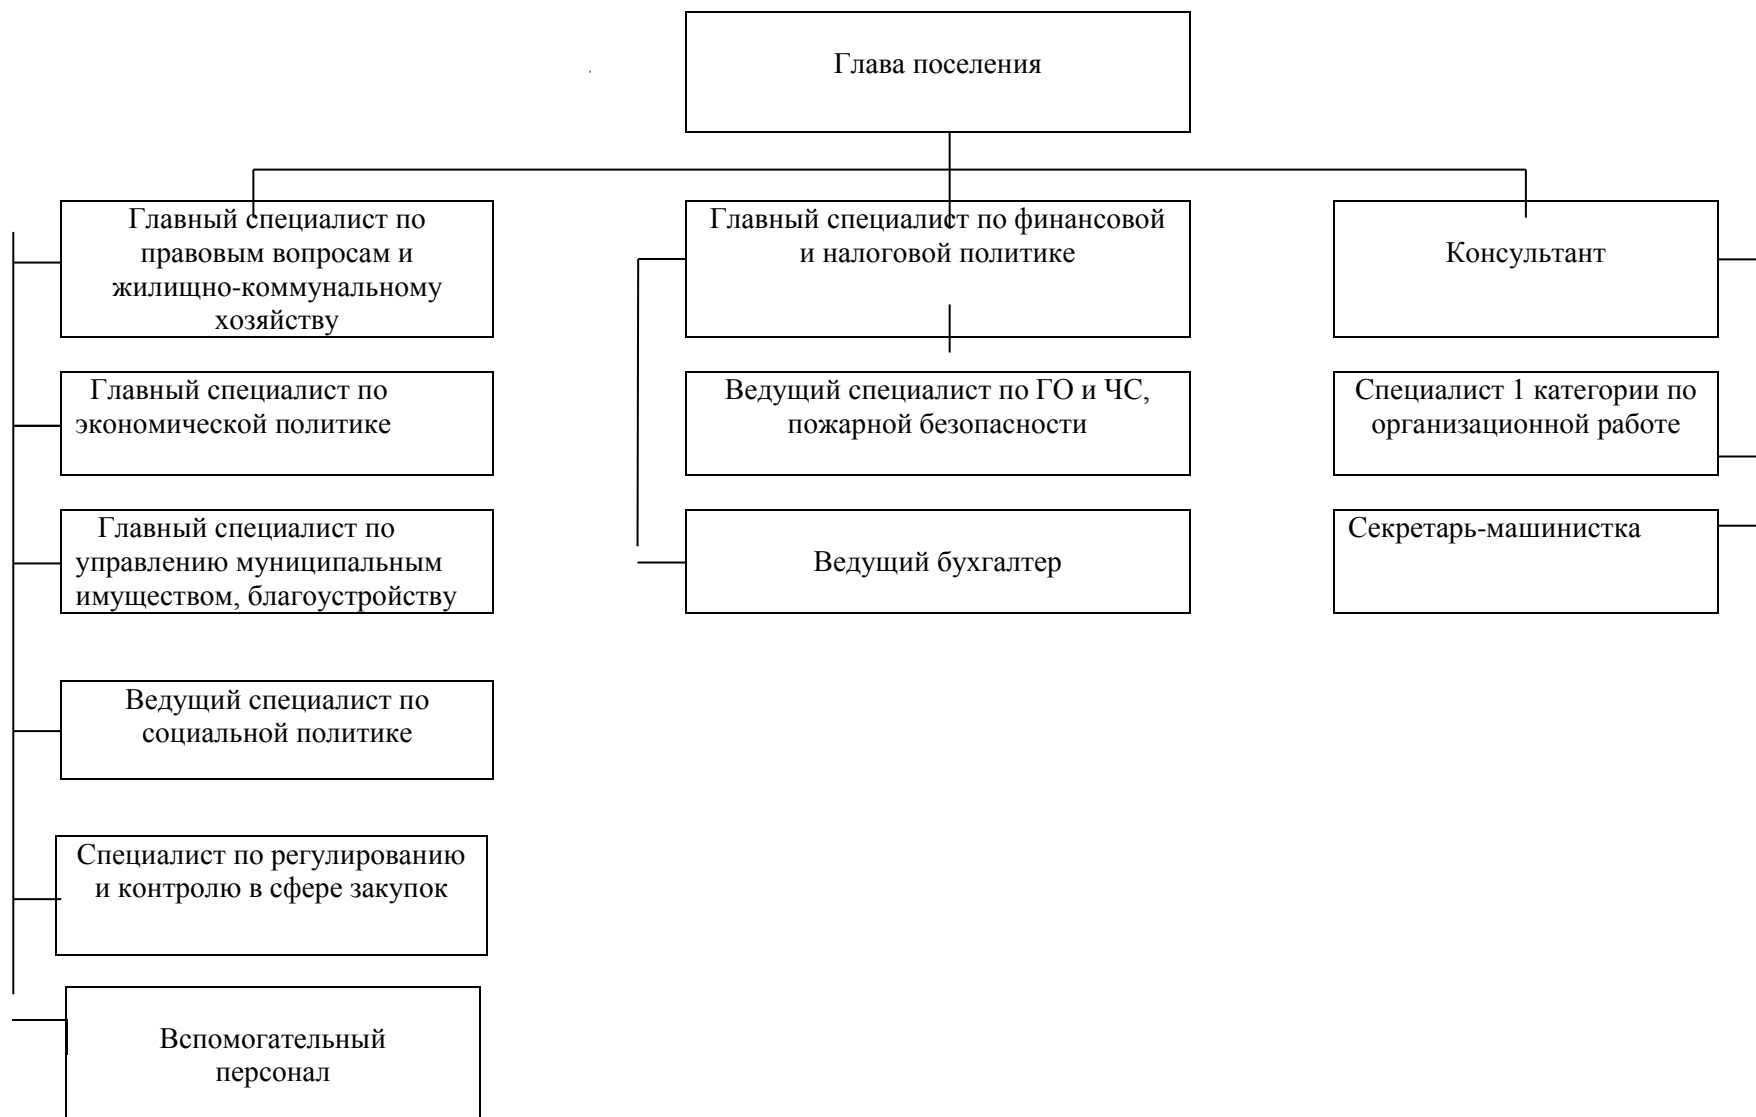 Глава поселения
Главный специалист по
правовым вопросам и
жилищно-коммунальному
хозяйству
Главный специалист по финансовой
и налоговой политике
Консультант
Главный специалист по
экономической политике
Ведущий специалист по ГО и ЧС,
пожарной безопасности
Специалист 1 категории по
организационной работе
Главный специалист по
управлению муниципальным
имуществом, благоустройству
Ведущий бухгалтер
Секретарь-машинистка
Ведущий специалист по
социальной политике
Специалист по регулированию
и контролю в сфере закупок
Вспомогательный
персонал